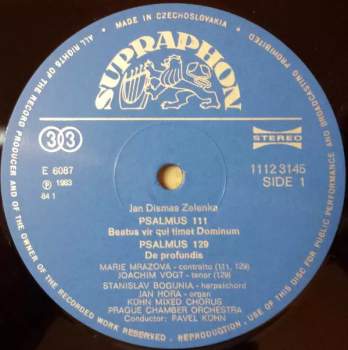 • MADE IN CZECHOSLOVAKIA •
ALL RIGHTS OF THE RECORD PRODUCER AND OF THE OWNER OF THE RECORDED WORK RESERVED • REPRODUCTION, USE OF THIS DISC FOR PUBLIC PERFORMANCE AND BROADCASTING PROHIBITED
SUPRAPHON
33
STEREO
E 6087
1112 3145
Ⓟ 1983
SIDE 1
84 1
Jan Dismas Zelenka
PSALMUS 111
Beatus vir qui timet Dominum
PSALMUS 129
De profundis
MARIE MRÁZOVÁ - contralto (111, 129)
JOACHIM VOGT - tenor (129)
STANISLAV BOGUNIA - harpsichord
JAN HORA - organ
KÜHN MIXED CHORUS
PRAGUE CHAMBER ORCHESTRA
Conductor: PAVEL KÜHN